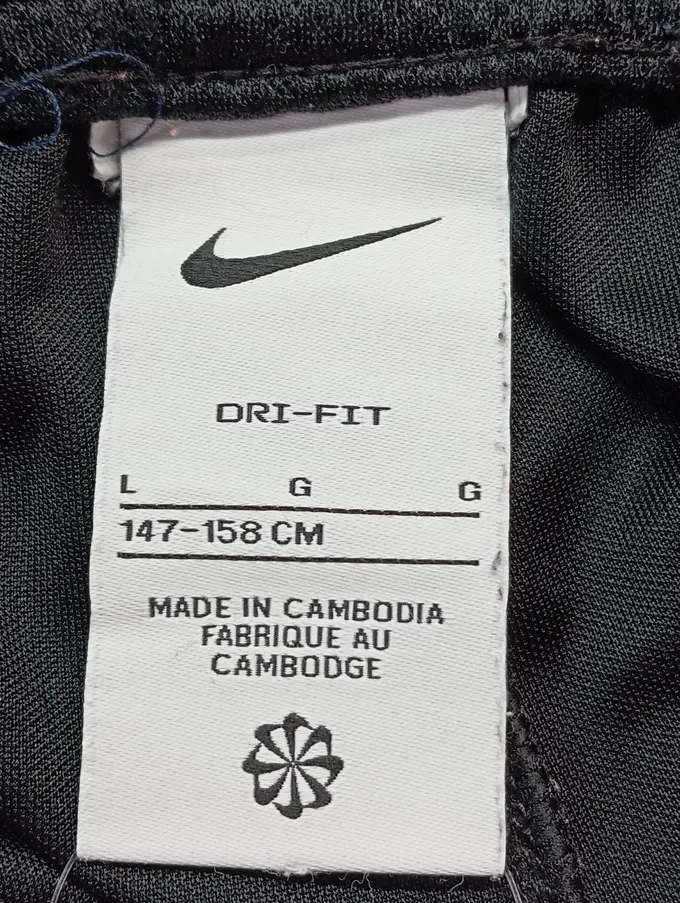 DRI-FIT
L G G
147-158 CM
MADE IN CAMBODIA
FABRIQUE AU
CAMBODGE